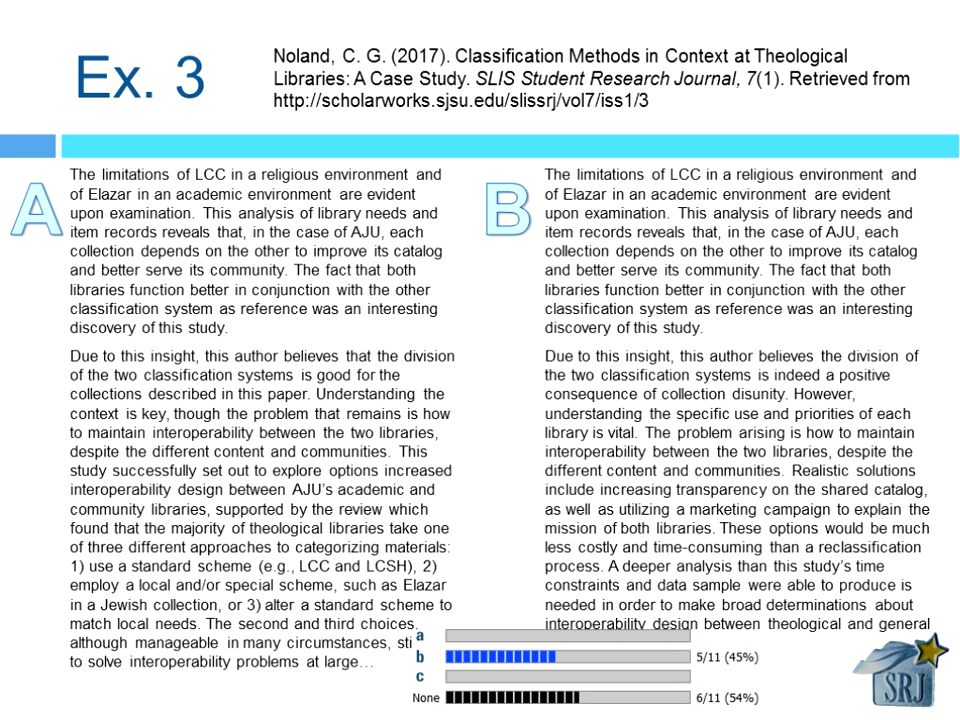 Ex. 3
Noland, C. G. (2017). Classification Methods in Context at Theological
Libraries: A Case Study. SLIS Student Research Journal, 7(1). Retrieved from
http://scholarworks.sjsu.edu/slissrj/vol7/iss1/3
A
The limitations of LCC in a religious environment and
of Elazar in an academic environment are evident
upon examination. This analysis of library needs and
item records reveals that, in the case of AJU, each
collection depends on the other to improve its catalog
and better serve its community. The fact that both
libraries function better in conjunction with the other
classification system as reference was an interesting
discovery of this study.
Due to this insight, this author believes that the division
of the two classification systems is good for the
collections described in this paper. Understanding the
context is key, though the problem that remains is how
to maintain interoperability between the two libraries,
despite the different content and communities. This
study successfully set out to explore options increased
interoperability design between AJU's academic and
community libraries, supported by the review which
found that the majority of theological libraries take one
of three different approaches to categorizing materials:
1) use a standard scheme (e.g., LCC and LCSH), 2)
employ a local and/or special scheme, such as Elazar
in a Jewish collection, or 3) alter a standard scheme to
match local needs. The second and third choices,
although manageable in many circumstances,
to solve interoperability problems at large…
B
The limitations of LCC in a religious environment and
of Elazar in an academic environment are evident
upon examination. This analysis of library needs and
item records reveals that, in the case of AJU, each
collection depends on the other to improve its catalog
and better serve its community. The fact that both
libraries function better in conjunction with the other
classification system as reference was an interesting
discovery of this study.
Due to this insight, this author believes the division of
the two classification systems is indeed a positive
consequence of collection disunity. However,
understanding the specific use and priorities of each
library is vital. The problem arising is how to maintain
interoperability between the two libraries, despite the
different content and communities. Realistic solutions
include increasing transparency on the shared catalog,
as well as utilizing a marketing campaign to explain the
mission of both libraries. These options would be much
less costly and time-consuming than a reclassification
process. A deeper analysis than this study's time
constraints and data sample were able to produce is
needed in order to make broad determinations about
interoperability design between theological and general
a
b 5/11 (45%)
c
None 6/11 (54%)
SRJ